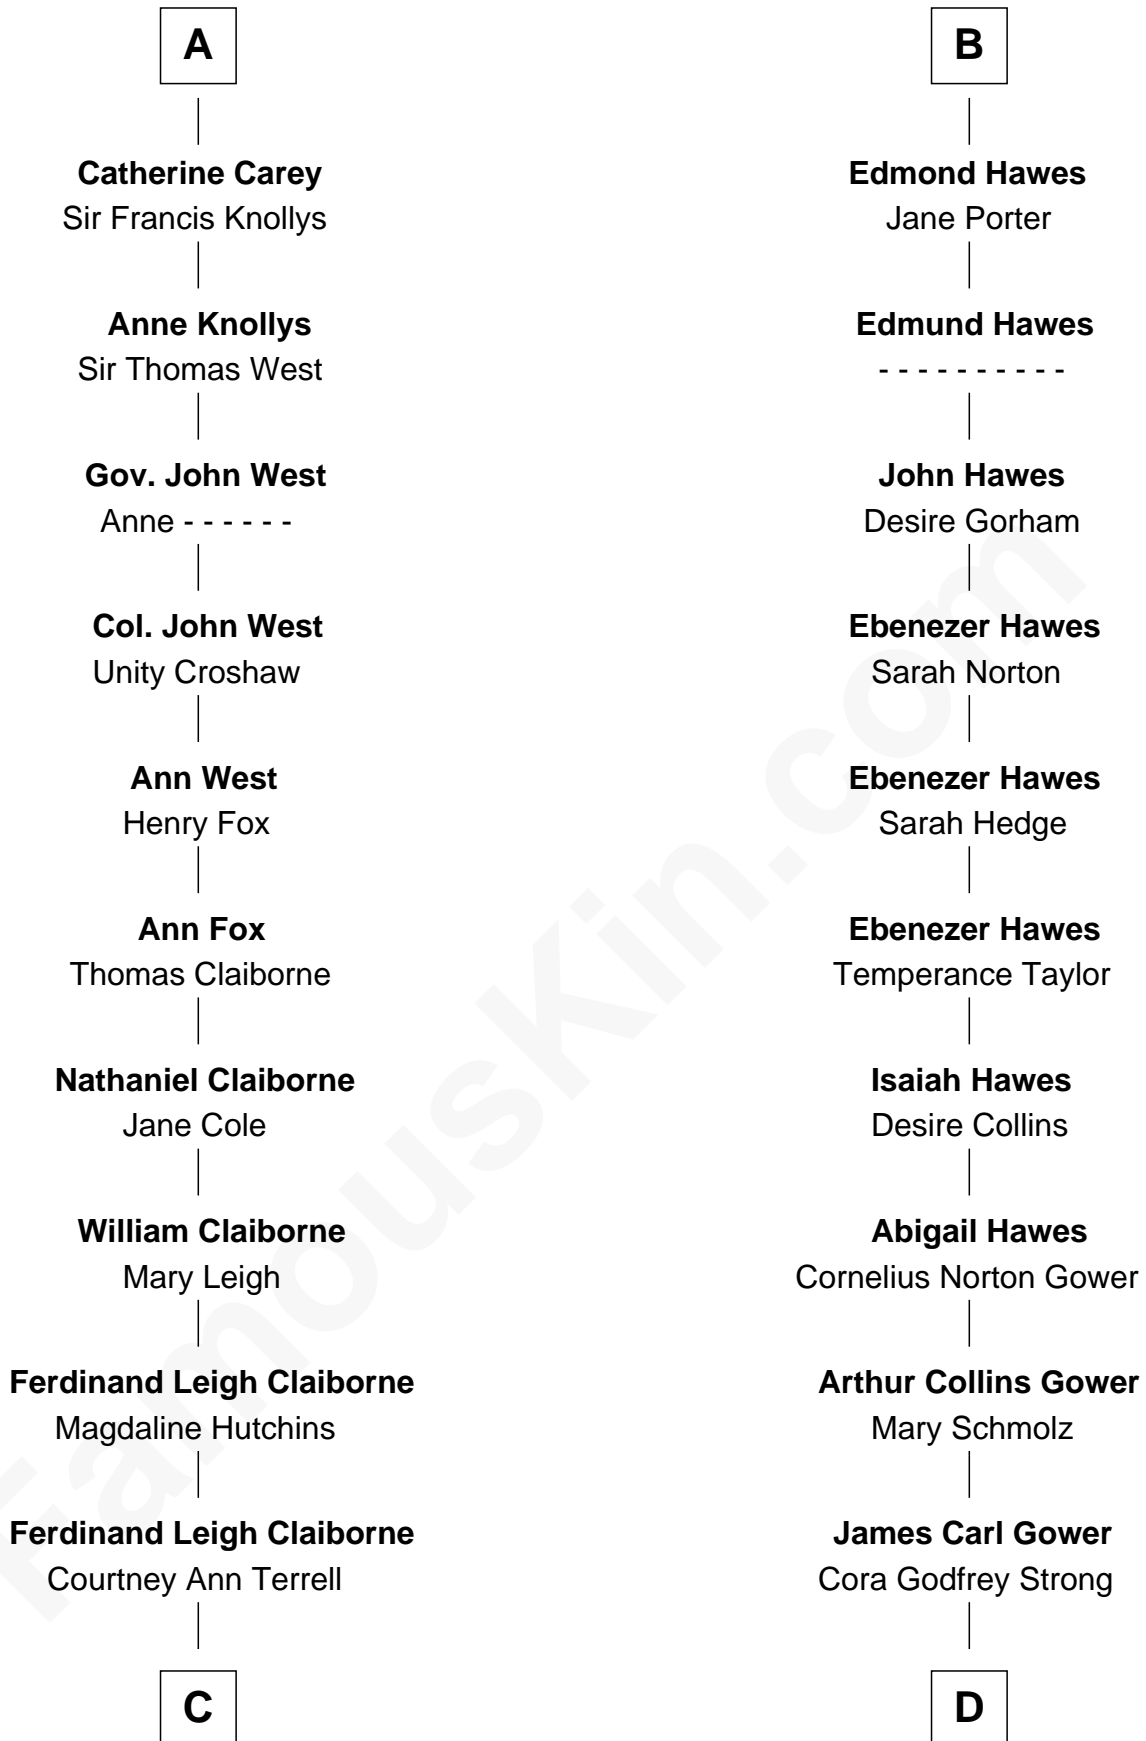 A
Catherine Carey
Sir Francis Knollys
Anne Knollys
Sir Thomas West
Gov. John West
Anne - - - - - -
Col. John West
Unity Croshaw
Ann West
Henry Fox
Ann Fox
Thomas Claiborne
Nathaniel Claiborne
Jane Cole
William Claiborne
Mary Leigh
Ferdinand Leigh Claiborne
Magdaline Hutchins
Ferdinand Leigh Claiborne
Courtney Ann Terrell
C
B
Edmond Hawes
Jane Porter
Edmund Hawes
- - - - - - - - - -
John Hawes
Desire Gorham
Ebenezer Hawes
Sarah Norton
Ebenezer Hawes
Sarah Hedge
Ebenezer Hawes
Temperance Taylor
Isaiah Hawes
Desire Collins
Abigail Hawes
Cornelius Norton Gower
Arthur Collins Gower
Mary Schmolz
James Carl Gower
Cora Godfrey Strong
D
FamousKin.com